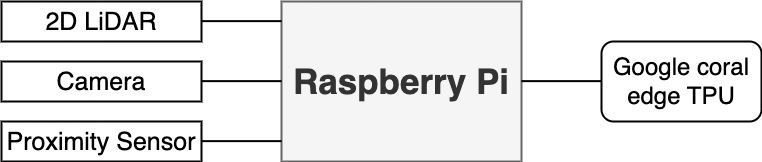 2D LiDAR
Camera
Proximity Sensor
Raspberry Pi
Google coral
edge TPU